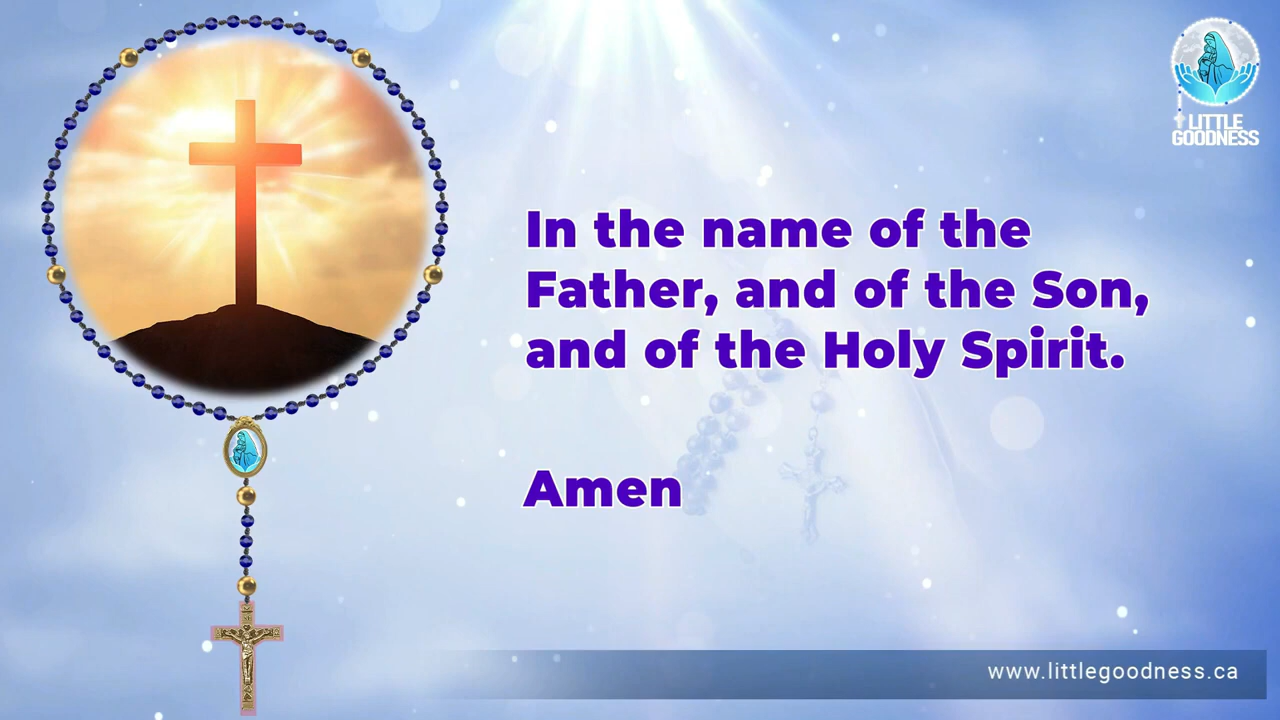 LITTLE
GOODNESS
In the name of the
Father, and of the Son,
and of the Holy Spirit.
Amen
www.littlegoodness.ca